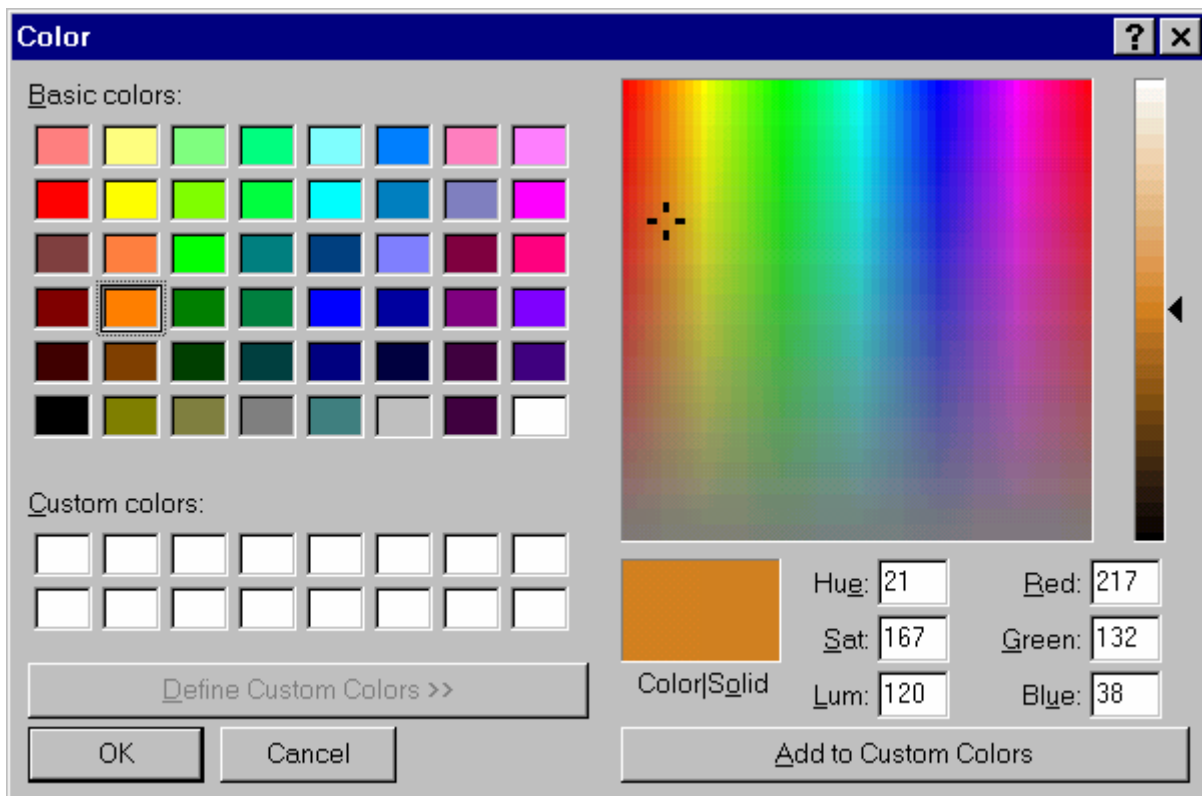 Color
Basic colors:
Custom colors:
Define Custom Colors >>
OK Cancel
Color|Solid
Hue: 21 Red: 217
Sat: 167 Green: 132
Lum: 120 Blue: 38
Add to Custom Colors